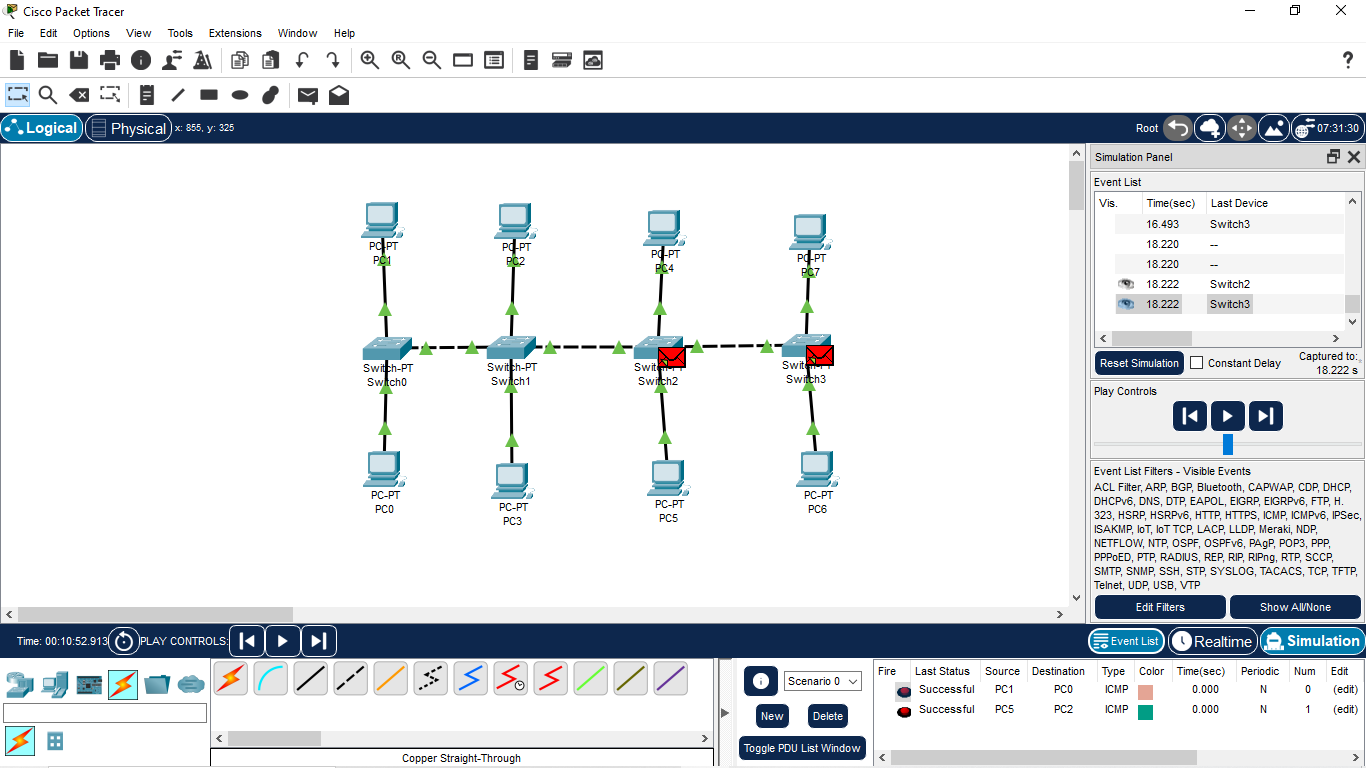 Cisco Packet Tracer
File Edit Options View Tools Extensions Window Help
?
Logical Physical x: 855, y: 325 Root 07:31:30
Simulation Panel
Event List
Vis. Time(sec) Last Device
16.493 Switch3
18.220 --
18.220 --
18.222 Switch2
18.222 Switch3
Reset Simulation Constant Delay Captured to:
18.222 s
Play Controls
Event List Filters - Visible Events
ACL Filter, ARP, BGP, Bluetooth, CAPWAP, CDP, DHCP,
DHCPv6, DNS, DTP, EAPOL, EIGRP, EIGRPv6, FTP, H.
323, HSRP, HSRPv6, HTTP, HTTPS, ICMP, ICMPv6, IPSec,
ISAKMP, IoT, IoT TCP, LACP, LLDP, Meraki, NDP,
NETFLOW, NTP, OSPF, OSPFv6, PAgP, POP3, PPP,
PPPoED, PTP, RADIUS, REP, RIP, RIPng, RTP, SCCP,
SMTP, SNMP, SSH, STP, SYSLOG, TACACS, TCP, TFTP,
Telnet, UDP, USB, VTP
Edit Filters Show All/None
PC-PT
PC1
PC-PT
PC2
PC-PT
PC4
PC-PT
PC7
Switch-PT
Switch0
Switch-PT
Switch1
Switch-PT
Switch2
Switch-PT
Switch3
PC-PT
PC0
PC-PT
PC3
PC-PT
PC5
PC-PT
PC6
Time: 00:10:52.913 PLAY CONTROLS: Event List Realtime Simulation
Copper Straight-Through
Scenario 0
New Delete
Toggle PDU List Window
Fire Last Status Source Destination Type Color Time(sec) Periodic Num Edit
Successful PC1 PC0 ICMP 0.000 N 0 (edit)
Successful PC5 PC2 ICMP 0.000 N 1 (edit)